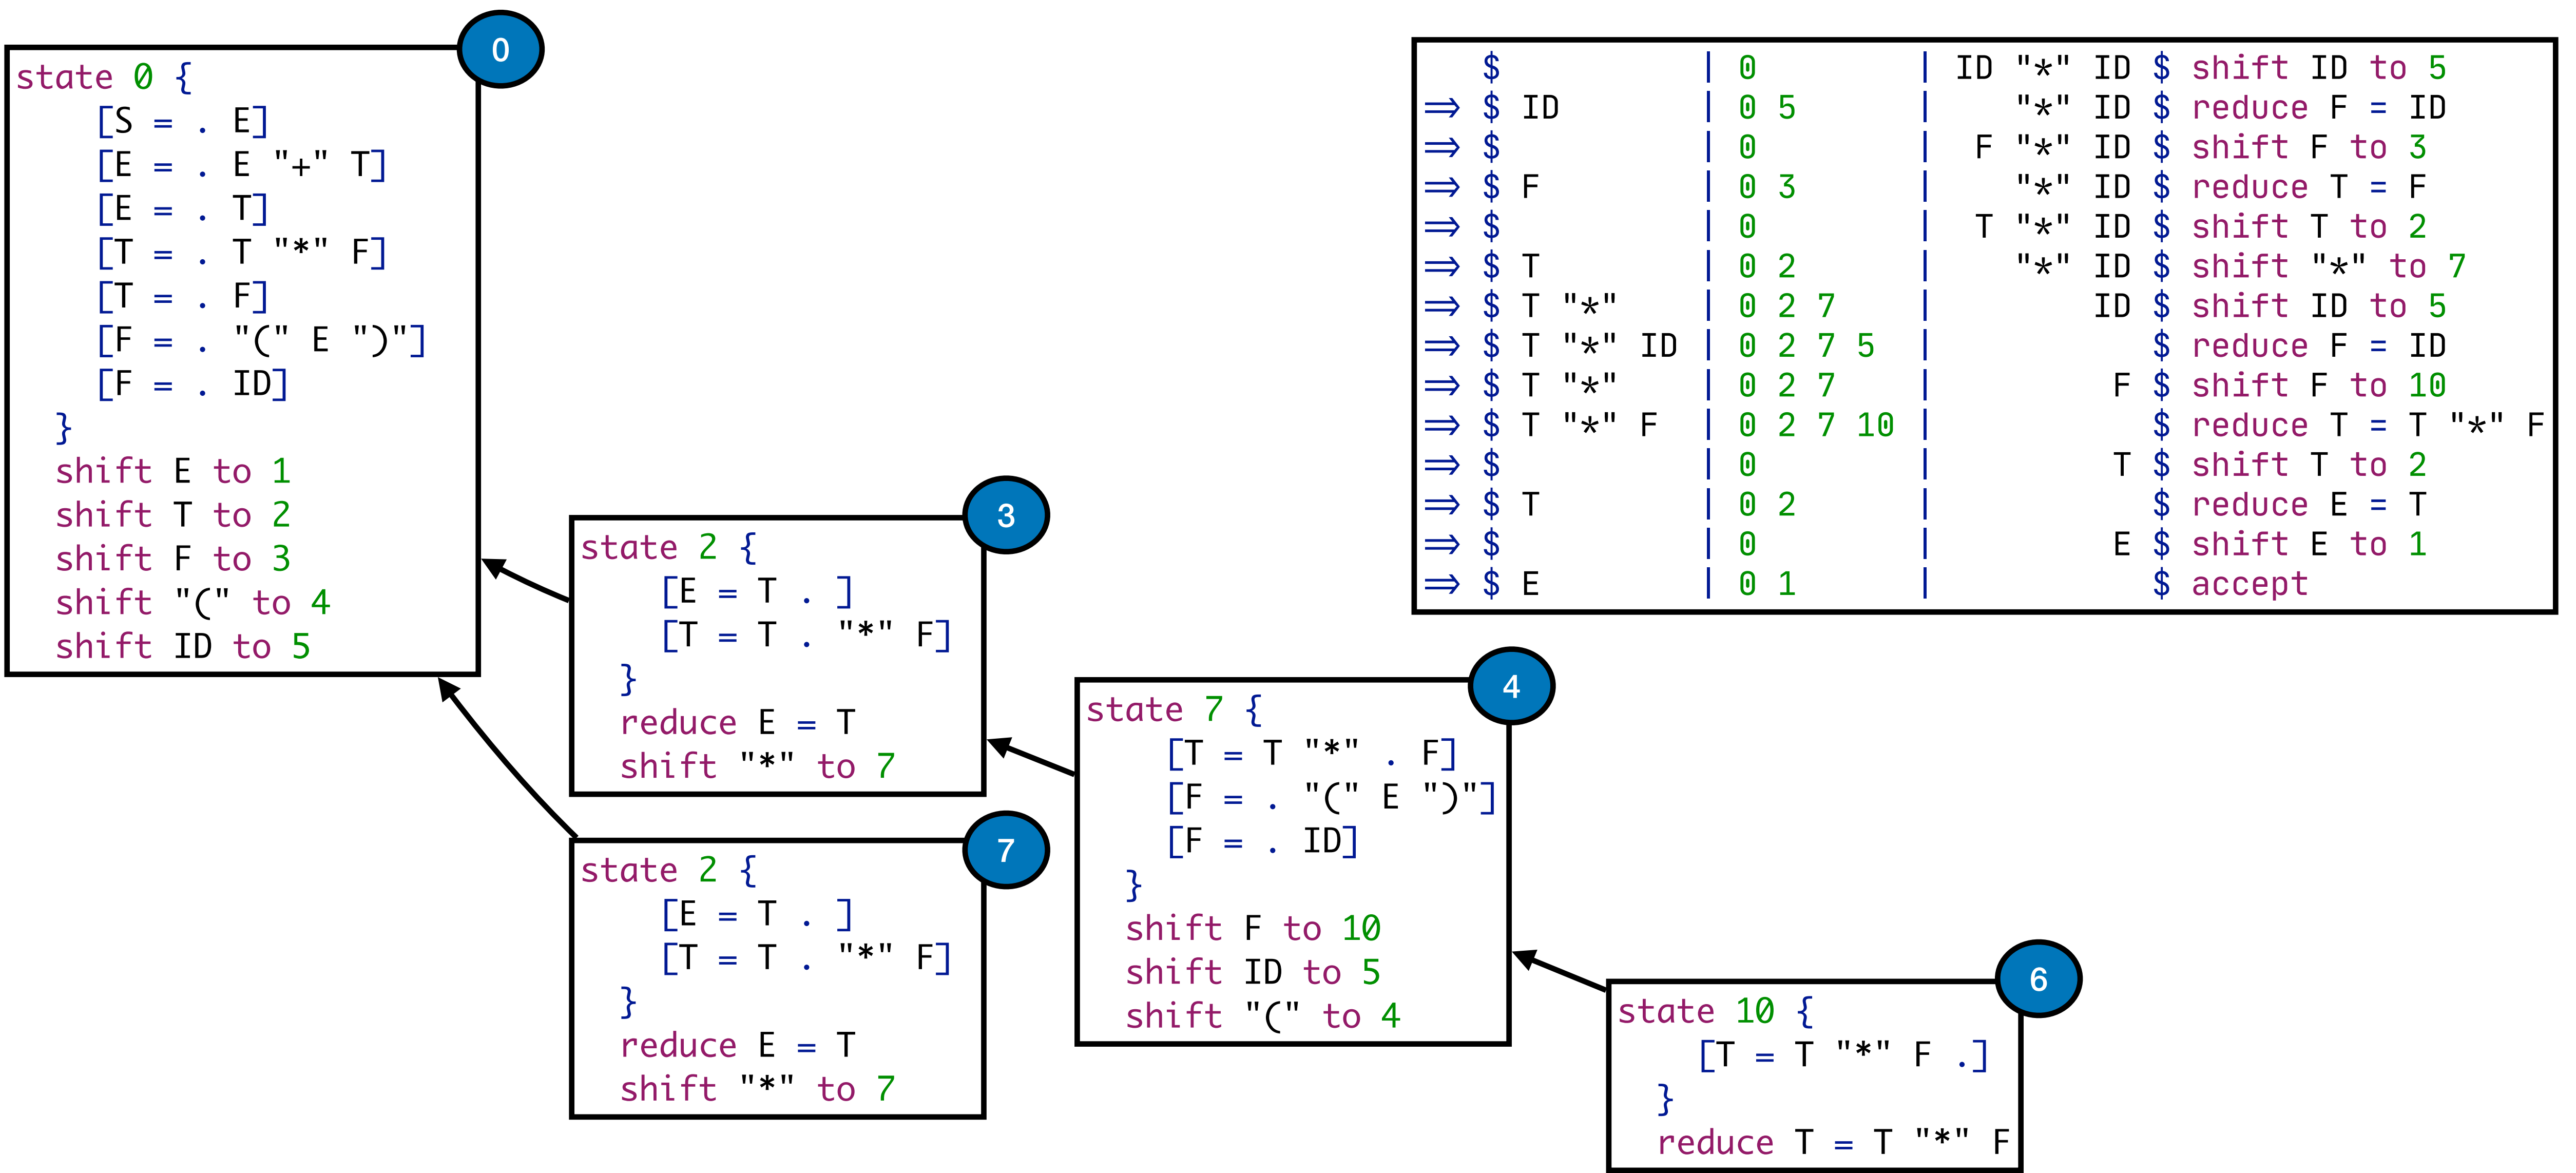 0
state 0 {
[S = . E]
[E = . E "+" T]
[E = . T]
[T = . T "*" F]
[T = . F]
[F = . "(" E ")"]
[F = . ID]
}
shift E to 1
shift T to 2
shift F to 3
shift "(" to 4
shift ID to 5
$ | 0 | ID "*" ID $ shift ID to 5
⇒ $ ID | 0 5 | "*" ID $ reduce F = ID
⇒ $ | 0 | F "*" ID $ shift F to 3
⇒ $ F | 0 3 | "*" ID $ reduce T = F
⇒ $ | 0 | T "*" ID $ shift T to 2
⇒ $ T | 0 2 | "*" ID $ shift "*" to 7
⇒ $ T "*" | 0 2 7 | ID $ shift ID to 5
⇒ $ T "*" ID | 0 2 7 5 | $ reduce F = ID
⇒ $ T "*" | 0 2 7 | F $ shift F to 10
⇒ $ T "*" F | 0 2 7 10 | $ reduce T = T "*" F
⇒ $ | 0 | T $ shift T to 2
⇒ $ T | 0 2 | $ reduce E = T
⇒ $ | 0 | E $ shift E to 1
⇒ $ E | 0 1 | $ accept
3
state 2 {
[E = T . ]
[T = T . "*" F]
}
reduce E = T
shift "*" to 7
7
state 2 {
[E = T . ]
[T = T . "*" F]
}
reduce E = T
shift "*" to 7
4
state 7 {
[T = T "*" . F]
[F = . "(" E ")"]
[F = . ID]
}
shift F to 10
shift ID to 5
shift "(" to 4
6
state 10 {
[T = T "*" F .]
}
reduce T = T "*" F